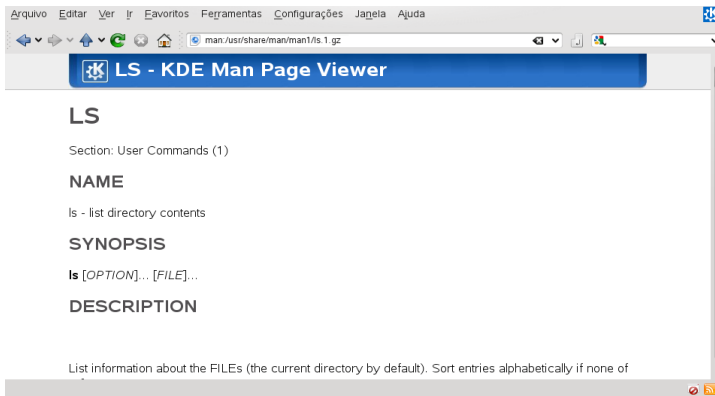 Arquivo Editar Ver Ir Favoritos Ferramentas Configurações Janela Ajuda
man:/usr/share/man/man1/ls.1.gz
LS - KDE Man Page Viewer
LS
Section: User Commands (1)
NAME
ls - list directory contents
SYNOPSIS
ls [OPTION]... [FILE]...
DESCRIPTION
List information about the FILEs (the current directory by default). Sort entries alphabetically if none of